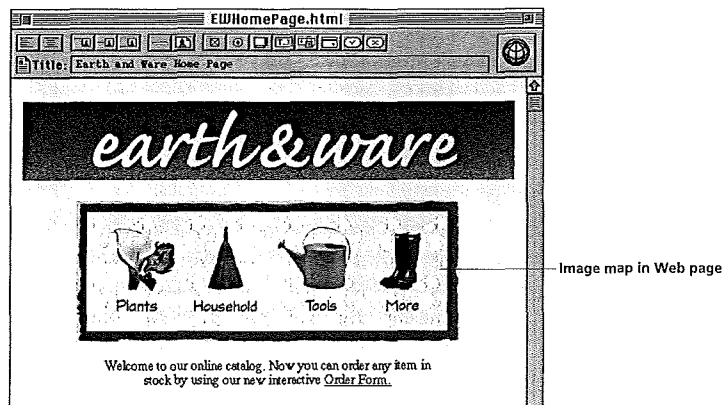 EWHomePage.html
Title: Earth and Ware Home Page
earth&ware
Plants Household Tools More
Image map in Web page
Welcome to our online catalog. Now you can order any item in
stock by using our new interactive Order Form.